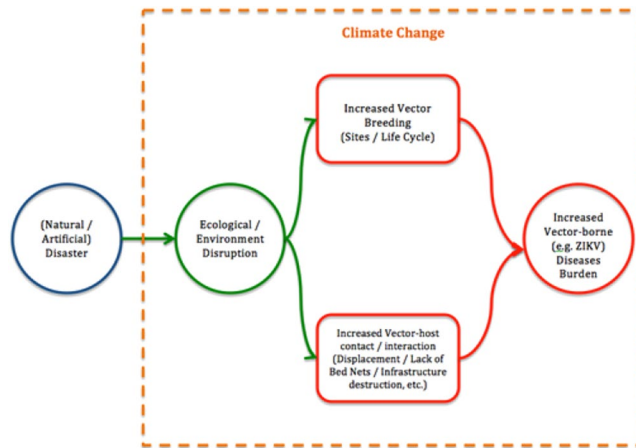 Climate Change
(Natural /
Artificial)
Disaster
Ecological /
Environment
Disruption
Increased Vector
Breeding
(Sites / Life Cycle)
Increased Vector-host
contact / interaction
(Displacement / Lack of
Bed Nets / Infrastructure
destruction, etc.)
Increased
Vector-borne
(e.g. ZIKV)
Diseases
Burden